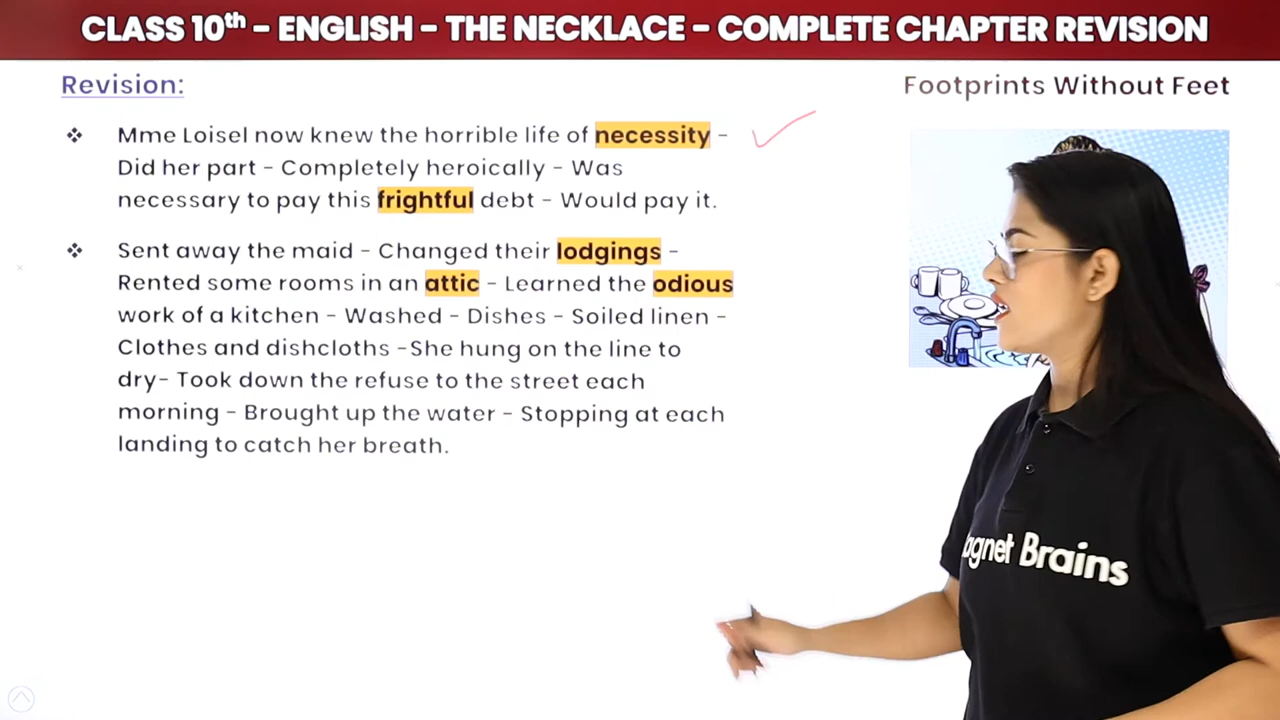 CLASS 10th - ENGLISH - THE NECKLACE - COMPLETE CHAPTER REVISION
Revision:
Footprints Without Feet
❖ Mme Loisel now knew the horrible life of necessity -
Did her part - Completely heroically - Was
necessary to pay this frightful debt - Would pay it.
❖ Sent away the maid - Changed their lodgings -
Rented some rooms in an attic - Learned the odious
work of a kitchen - Washed - Dishes - Soiled linen -
Clothes and dishcloths -She hung on the line to
dry- Took down the refuse to the street each
morning - Brought up the water - Stopping at each
landing to catch her breath.
agnet Brains